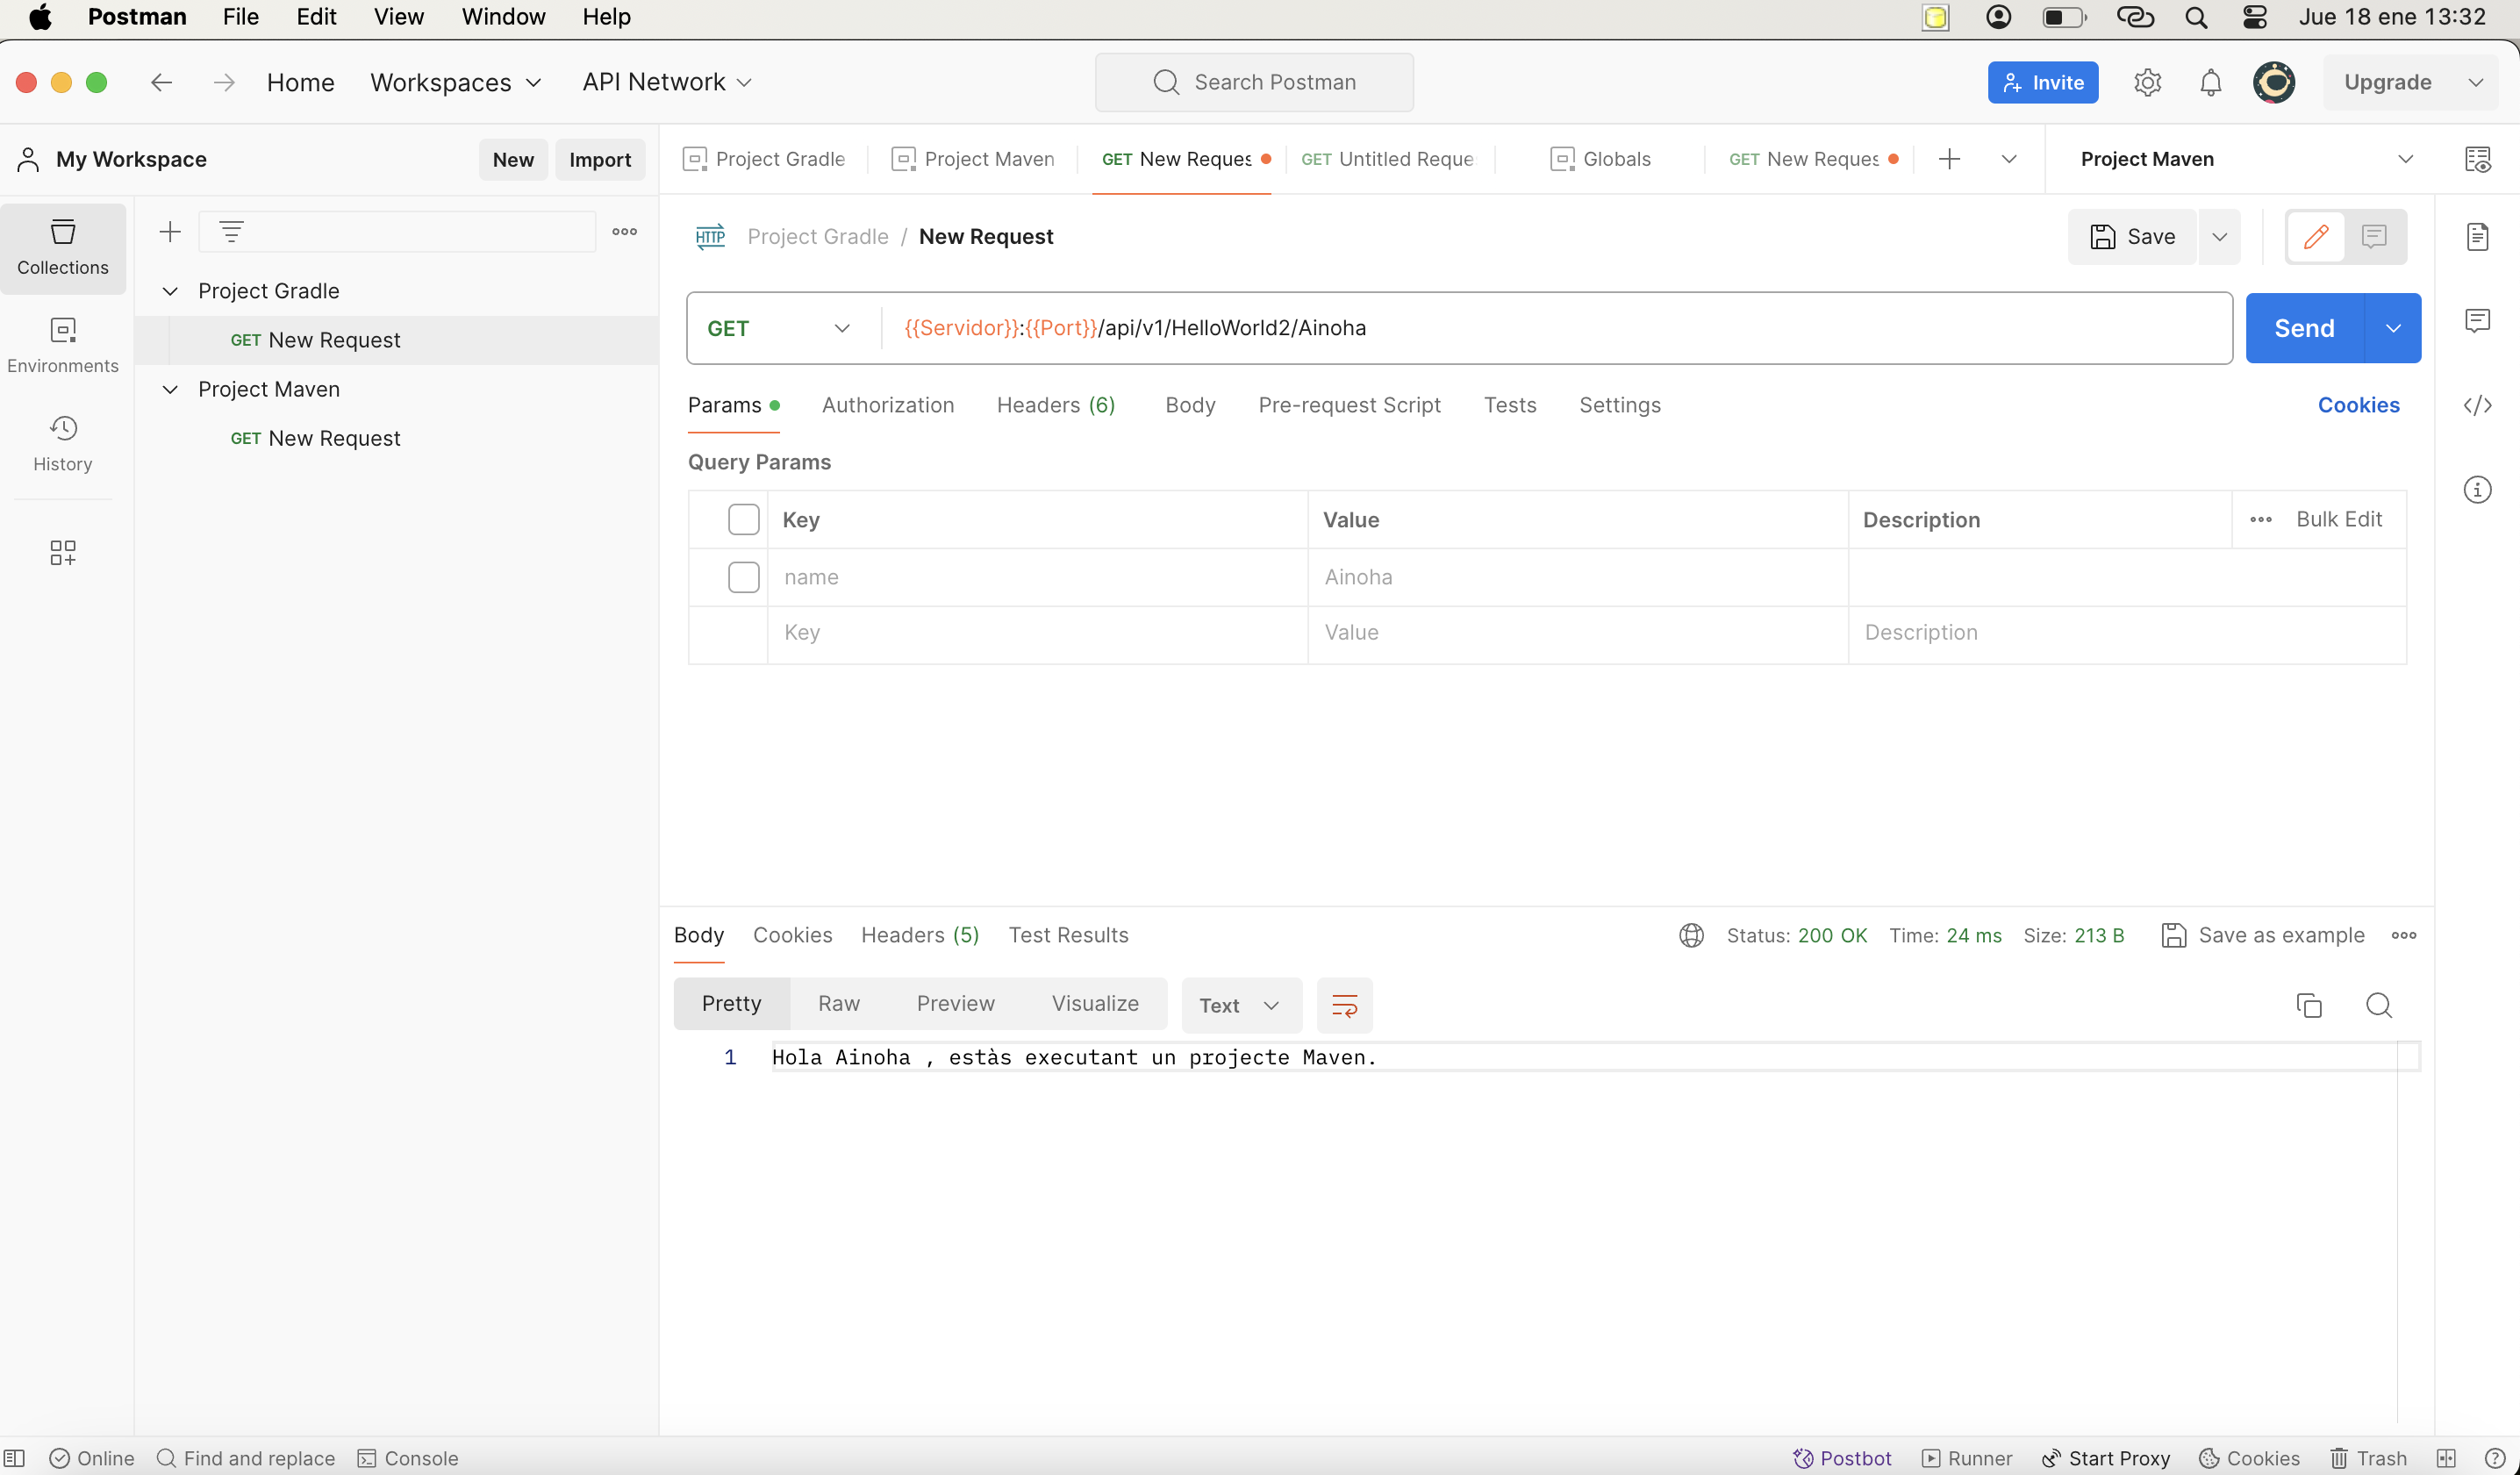 Postman File Edit View Window Help Jue 18 ene 13:32
Home Workspaces API Network Search Postman Invite Upgrade
My Workspace New Import Project Gradle Project Maven GET New Reques GET Untitled Reque Globals GET New Reques Project Maven
Collections
Environments
History
Project Gradle
GET New Request
Project Maven
GET New Request
HTTP Project Gradle / New Request Save
GET {{Servidor}}:{{Port}}/api/v1/HelloWorld2/Ainoha Send
Params Authorization Headers (6) Body Pre-request Script Tests Settings Cookies
Query Params
Key Value Description Bulk Edit
name Ainoha
Key Value Description
Body Cookies Headers (5) Test Results Status: 200 OK Time: 24 ms Size: 213 B Save as example
Pretty Raw Preview Visualize Text
1 Hola Ainoha , estàs executant un projecte Maven.
Online Find and replace Console Postbot Runner Start Proxy Cookies Trash